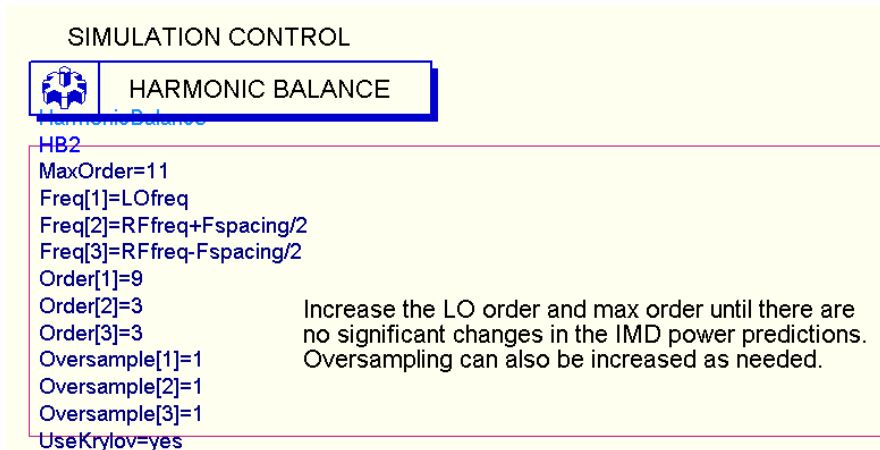 SIMULATION CONTROL
HARMONIC BALANCE
HarmonicBalance
HB2
MaxOrder=11
Freq[1]=LOfreq
Freq[2]=RFfreq+Fspacing/2
Freq[3]=RFfreq-Fspacing/2
Order[1]=9
Order[2]=3
Order[3]=3
Oversample[1]=1
Oversample[2]=1
Oversample[3]=1
UseKrylov=yes
Increase the LO order and max order until there are
no significant changes in the IMD power predictions.
Oversampling can also be increased as needed.